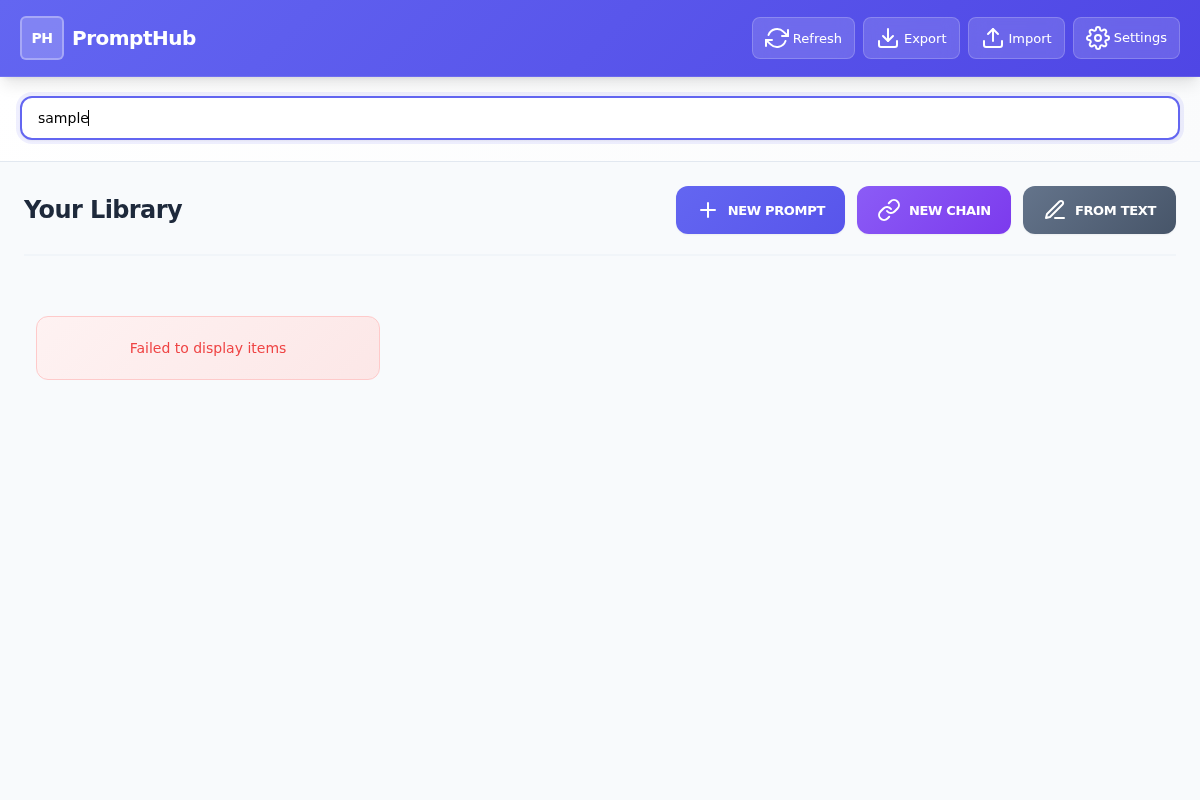 PH PromptHub Refresh Export Import Settings
sample
Your Library NEW PROMPT NEW CHAIN FROM TEXT
Failed to display items